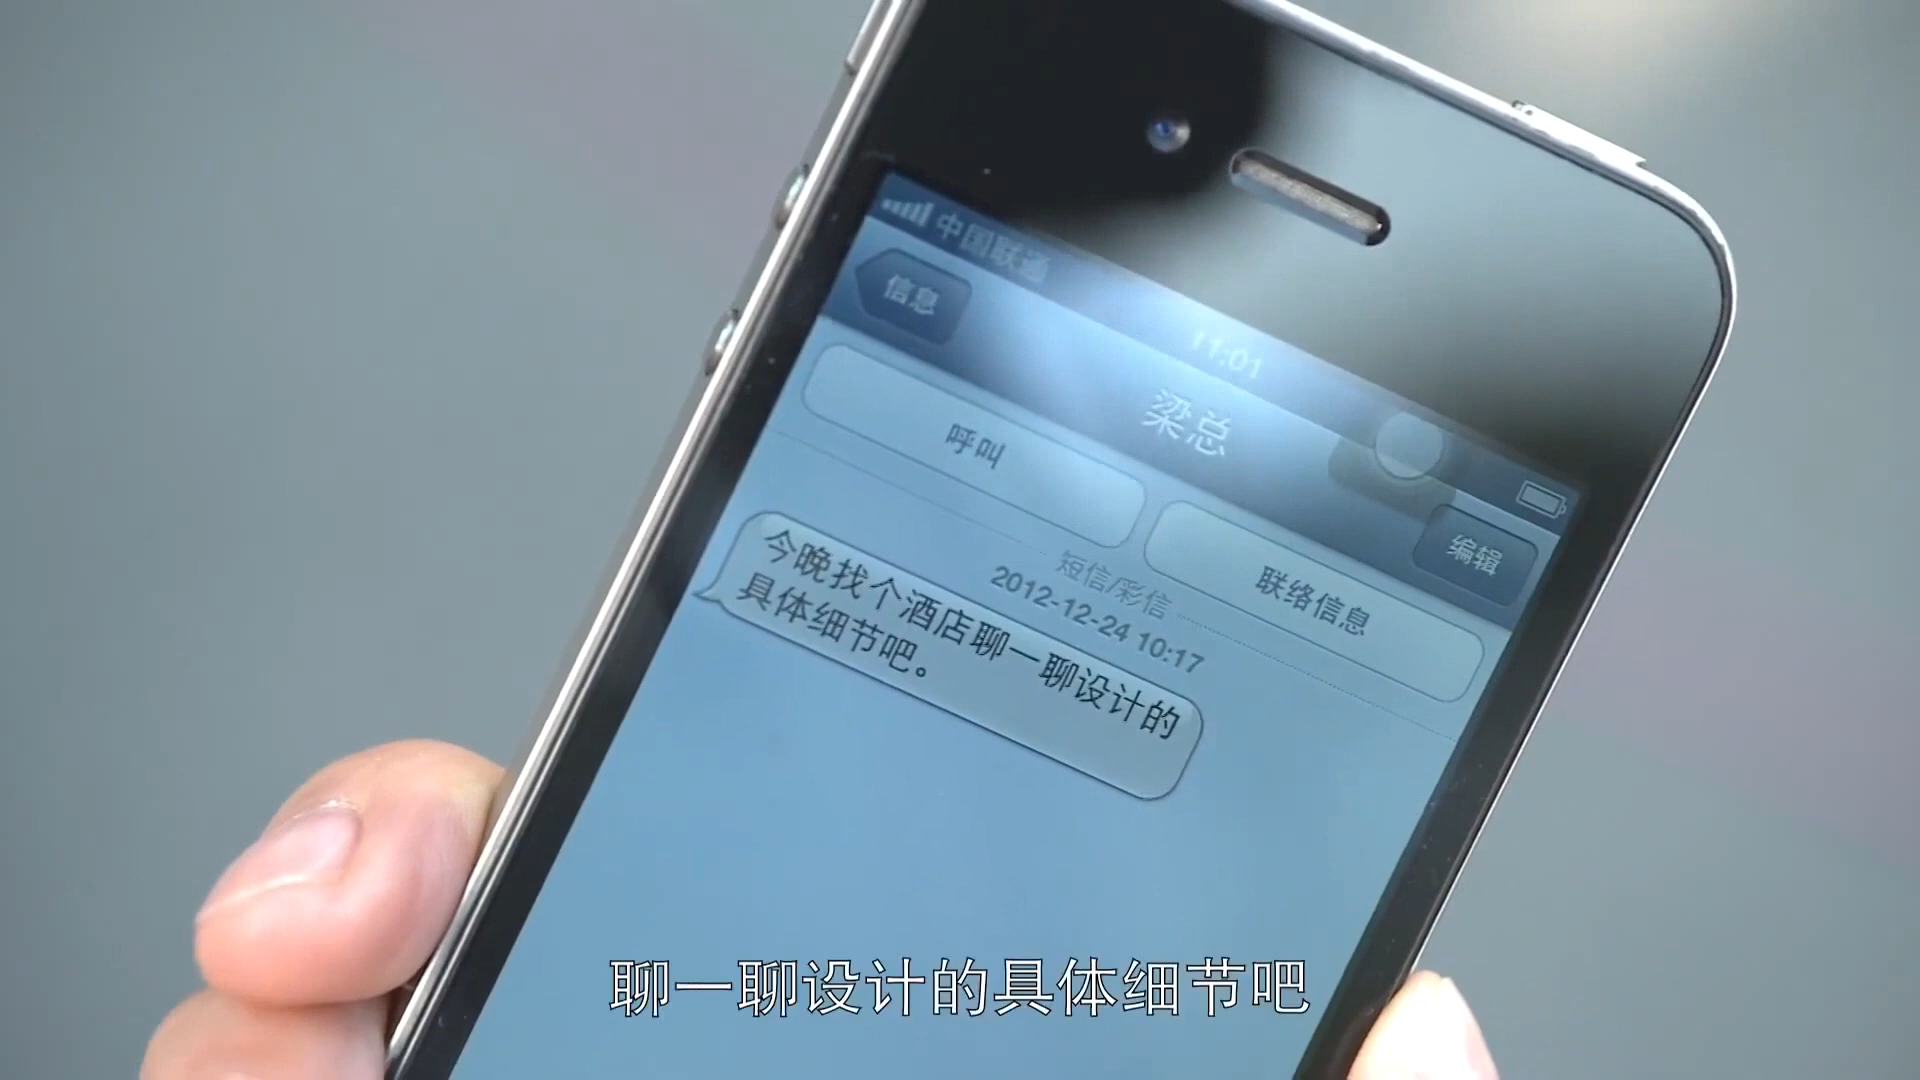 中国联通
11:01
信息
梁总
编辑
呼叫
联络信息
短信/彩信
2012-12-24 10:17
今晚找个酒店聊一聊设计的
具体细节吧。
聊一聊设计的具体细节吧